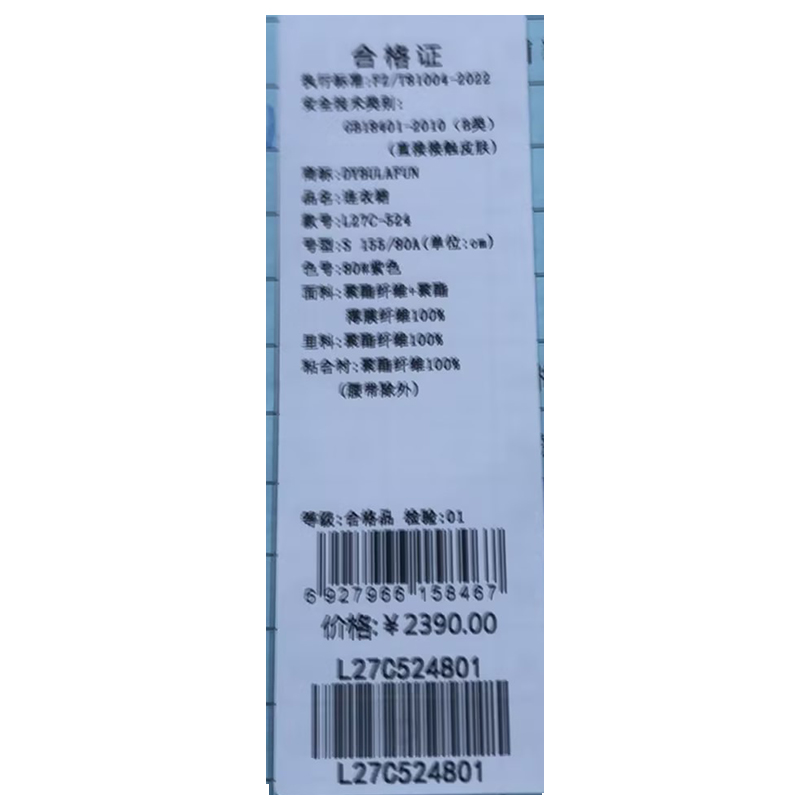 合格证
执行标准:FZ/T81004-2022
安全技术类别:
GB18401-2010（B类）
（直接接触皮肤）
商标:DYBULAFUN
品名:连衣裙
款号:L27C-524
号型:S 155/80A(单位:cm)
色号:80#紫色
面料:聚酯纤维+聚酯
薄膜纤维100%
里料:聚酯纤维100%
粘合衬:聚酯纤维100%
（腰带除外）
等级:合格品 检验:01
6 927966 158467
价格:￥2390.00
L27C524801
L27C524801